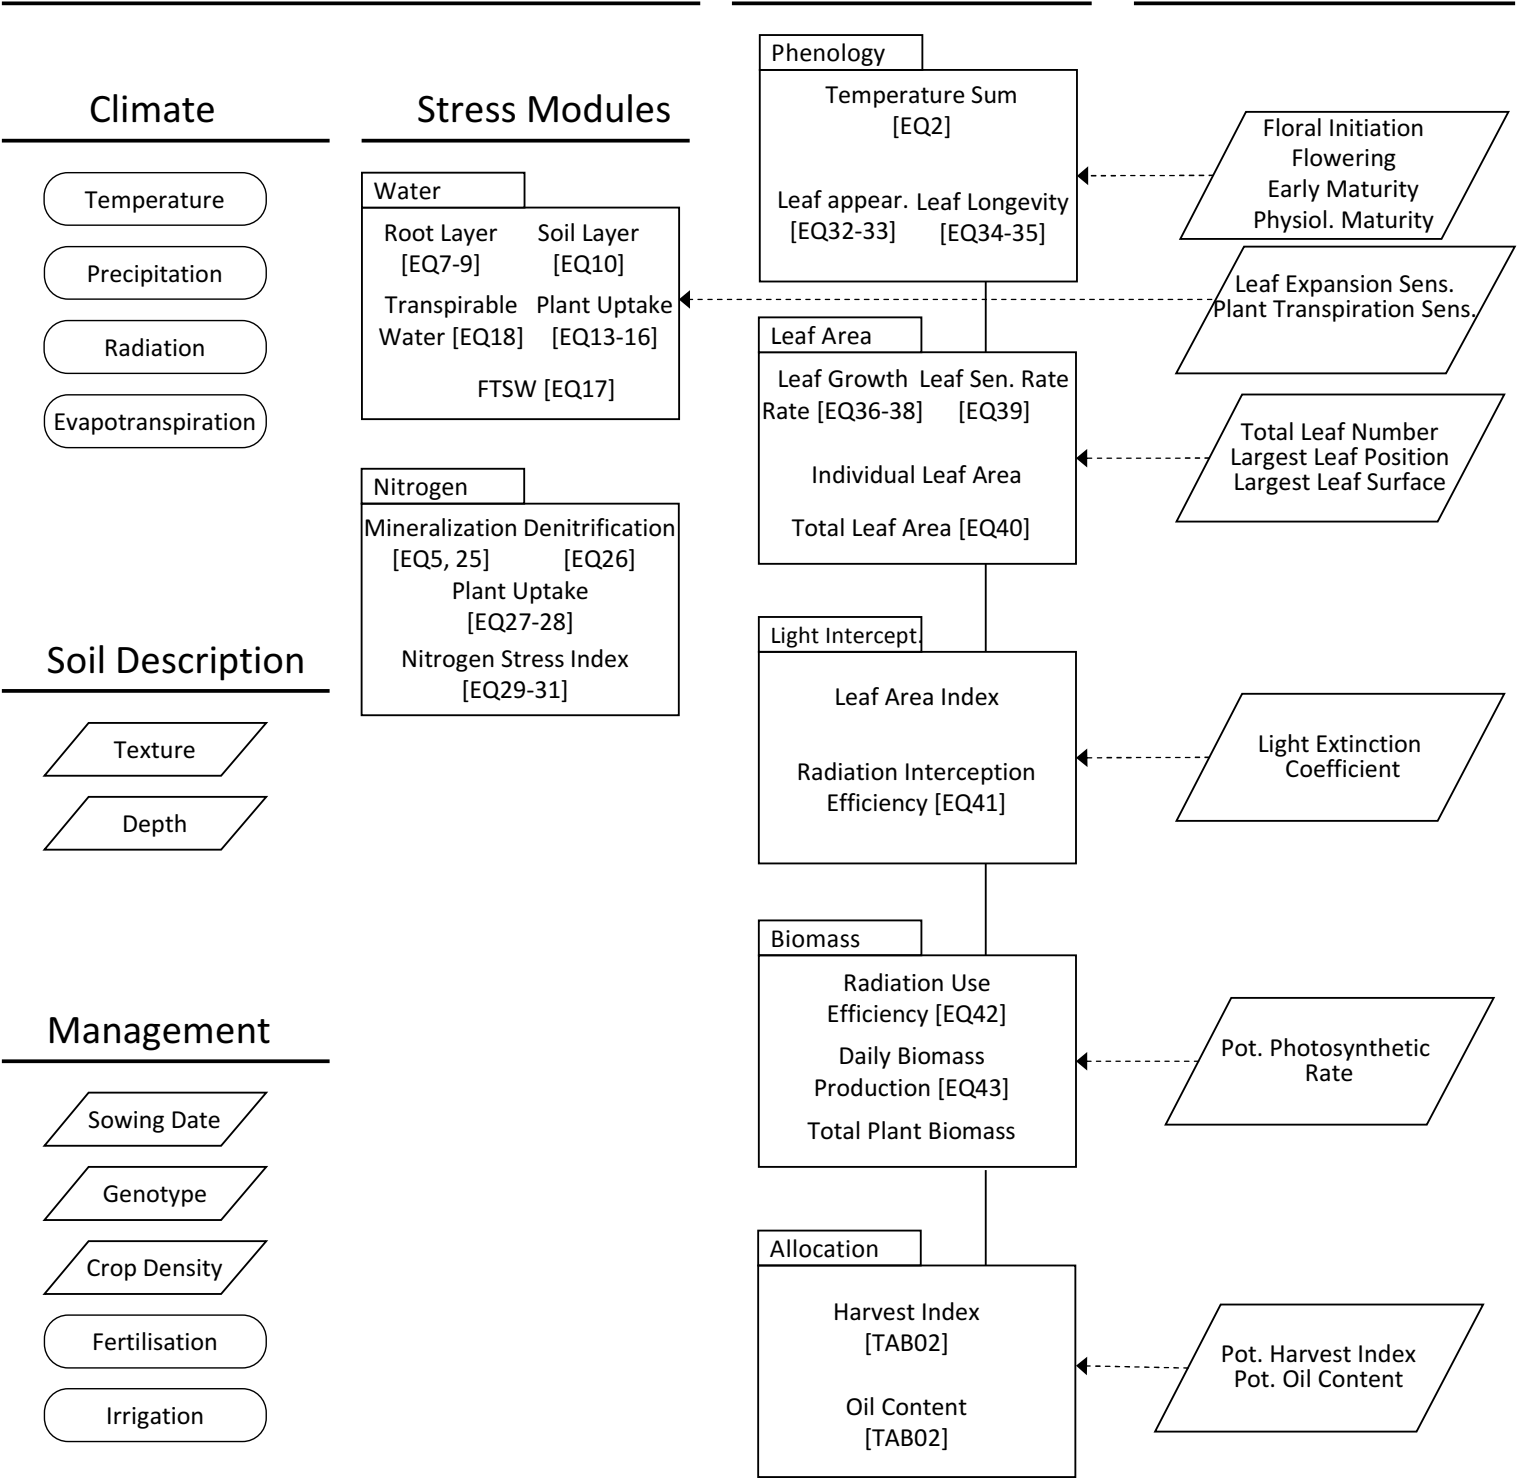 Climate
Temperature
Precipitation
Radiation
Evapotranspiration
Soil Description
Texture
Depth
Management
Sowing Date
Genotype
Crop Density
Fertilisation
Irrigation
Stress Modules
Water
Root Layer
[EQ7-9]
Soil Layer
[EQ10]
Transpirable
Water [EQ18]
Plant Uptake
[EQ13-16]
FTSW [EQ17]
Nitrogen
Mineralization
[EQ5, 25]
Denitrification
[EQ26]
Plant Uptake
[EQ27-28]
Nitrogen Stress Index
[EQ29-31]
Phenology
Temperature Sum
[EQ2]
Leaf appear.
[EQ32-33]
Leaf Longevity
[EQ34-35]
Leaf Area
Leaf Growth
Rate [EQ36-38]
Leaf Sen. Rate
[EQ39]
Individual Leaf Area
Total Leaf Area [EQ40]
Light Intercept.
Leaf Area Index
Radiation Interception
Efficiency [EQ41]
Biomass
Radiation Use
Efficiency [EQ42]
Daily Biomass
Production [EQ43]
Total Plant Biomass
Allocation
Harvest Index
[TAB02]
Oil Content
[TAB02]
Floral Initiation
Flowering
Early Maturity
Physiol. Maturity
Leaf Expansion Sens.
Plant Transpiration Sens.
Total Leaf Number
Largest Leaf Position
Largest Leaf Surface
Light Extinction
Coefficient
Pot. Photosynthetic
Rate
Pot. Harvest Index
Pot. Oil Content